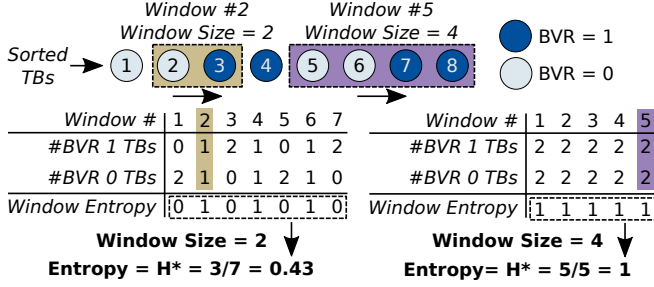 Window #2 Window #5
Window Size = 2 Window Size = 4
Sorted TBs 1 2 3 4 5 6 7 8
BVR = 1
BVR = 0
Window # 1 2 3 4 5 6 7
#BVR 1 TBs 0 1 2 1 0 1 2
#BVR 0 TBs 2 1 0 1 2 1 0
Window Entropy 0 1 0 1 0 1 0
Window Size = 2
Entropy = H* = 3/7 = 0.43
Window # 1 2 3 4 5
#BVR 1 TBs 2 2 2 2 2
#BVR 0 TBs 2 2 2 2 2
Window Entropy 1 1 1 1 1
Window Size = 4
Entropy= H* = 5/5 = 1